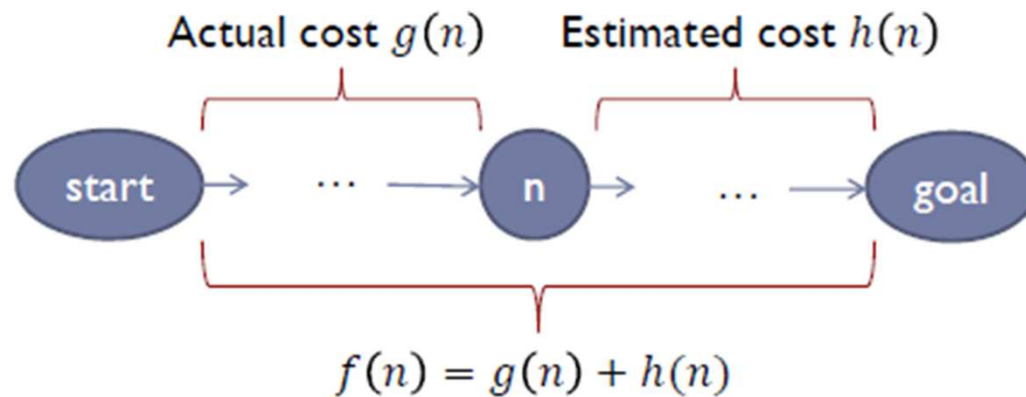 Actual cost g(n) Estimated cost h(n)
start ... n ... goal
f(n) = g(n) + h(n)